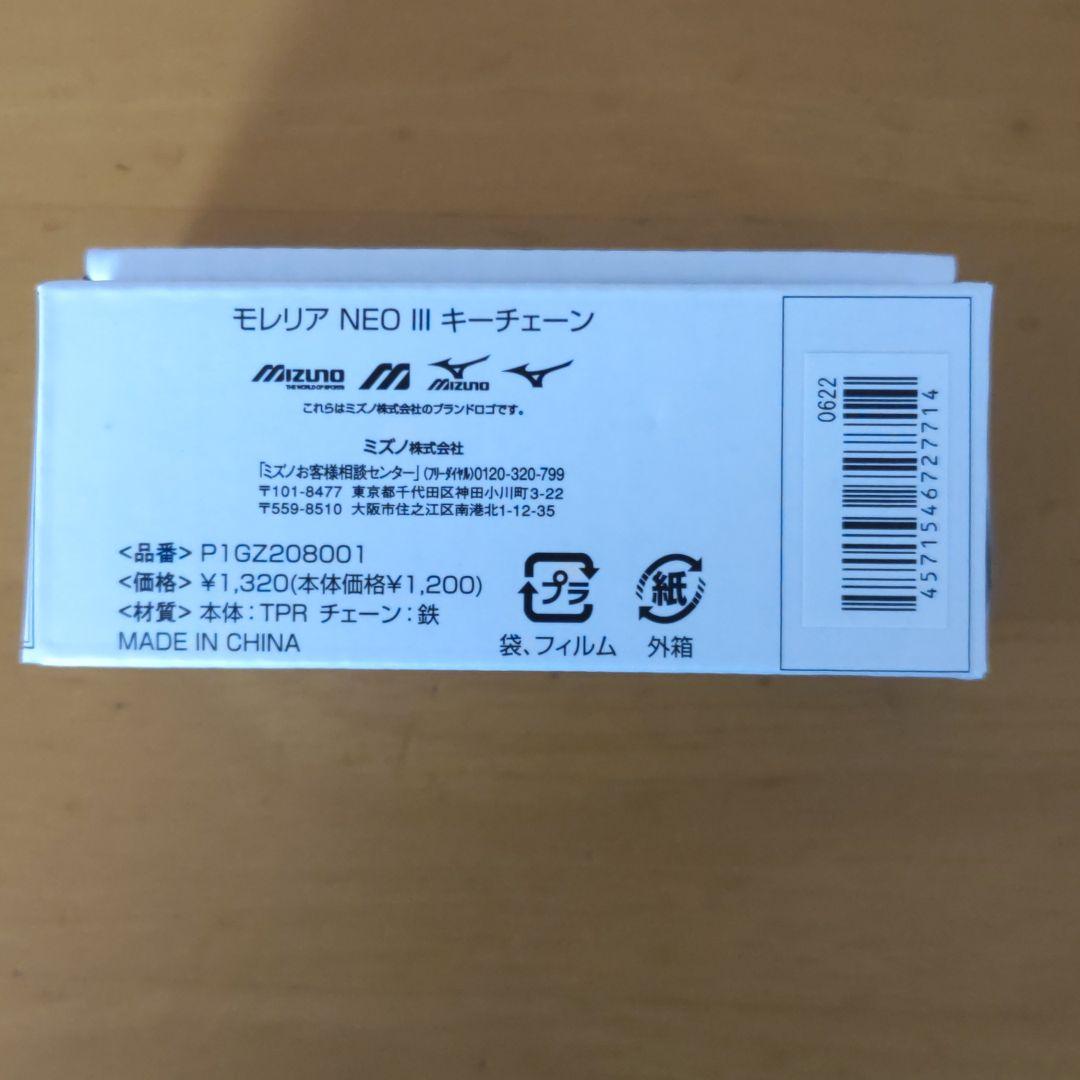 モレリア NEO III キーチェーン
MIZUNO
THE WORLD OF SPORTS
MIZUNO
これらはミズノ株式会社のブランドロゴです。
ミズノ株式会社
「ミズノお客様相談センター」(フリーダイヤル)0120-320-799
〒101-8477 東京都千代田区神田小川町3-22
〒559-8510 大阪市住之江区南港北1-12-35
<品番> P1GZ208001
<価格> ¥1,320(本体価格¥1,200)
<材質> 本体:TPR チェーン:鉄
MADE IN CHINA
プラ
袋、フィルム
紙
外箱
0622
4571546727714